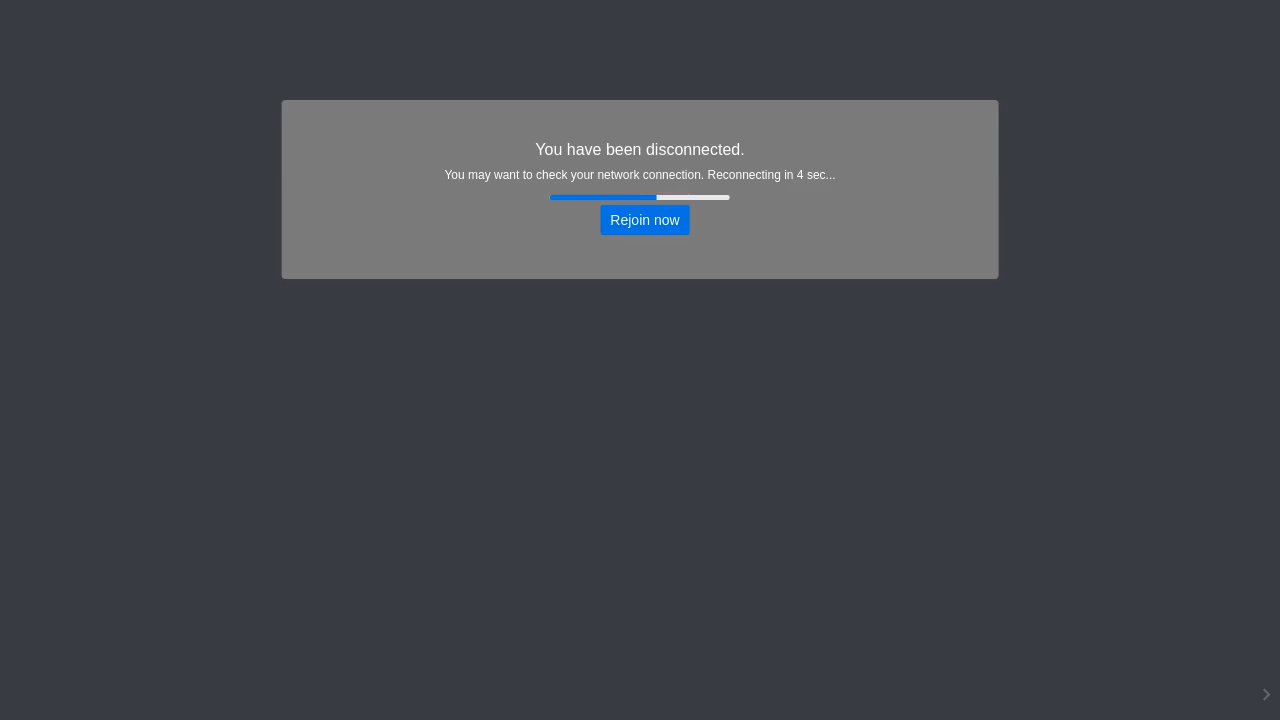 You have been disconnected.
You may want to check your network connection. Reconnecting in 4 sec...
Rejoin now